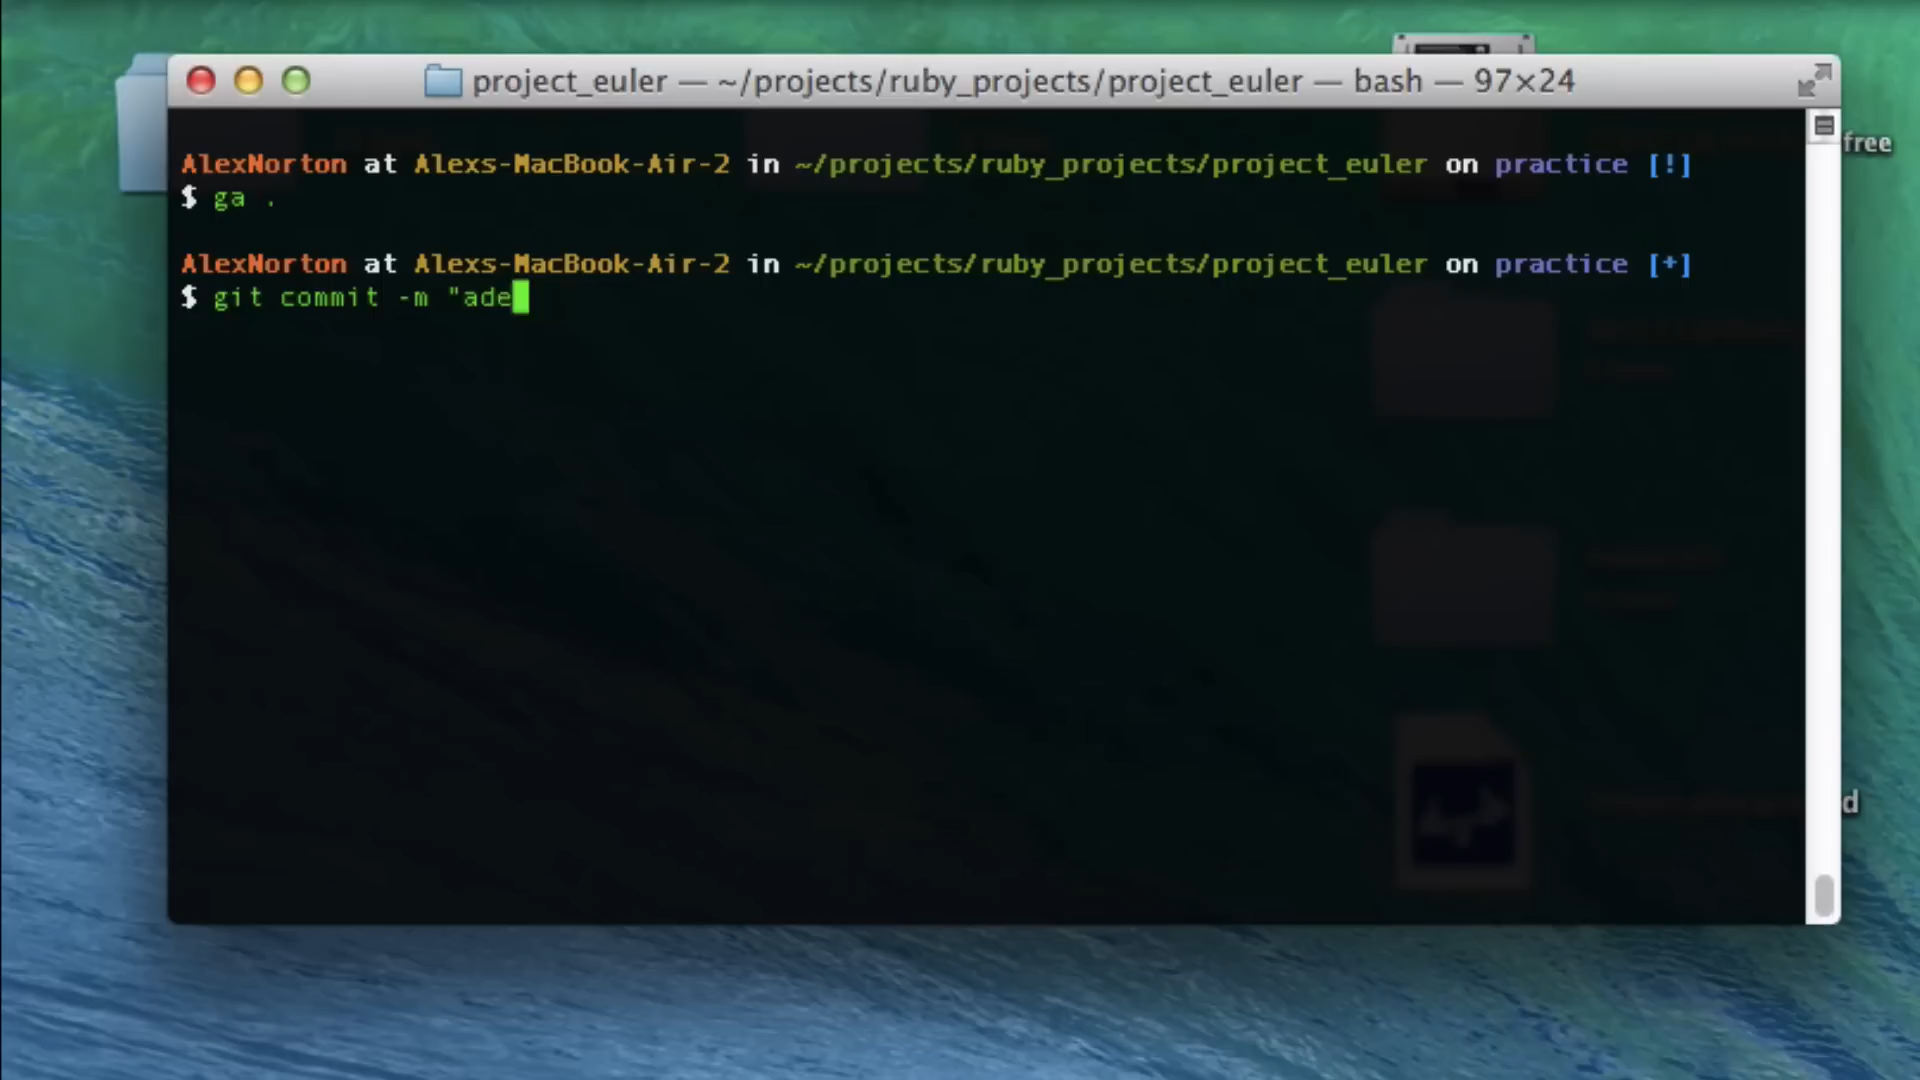 project_euler — ~/projects/ruby_projects/project_euler — bash — 97×24
free
AlexNorton at Alexs-MacBook-Air-2 in ~/projects/ruby_projects/project_euler on practice [!]
$ ga .
AlexNorton at Alexs-MacBook-Air-2 in ~/projects/ruby_projects/project_euler on practice [+]
$ git commit -m "ade
d